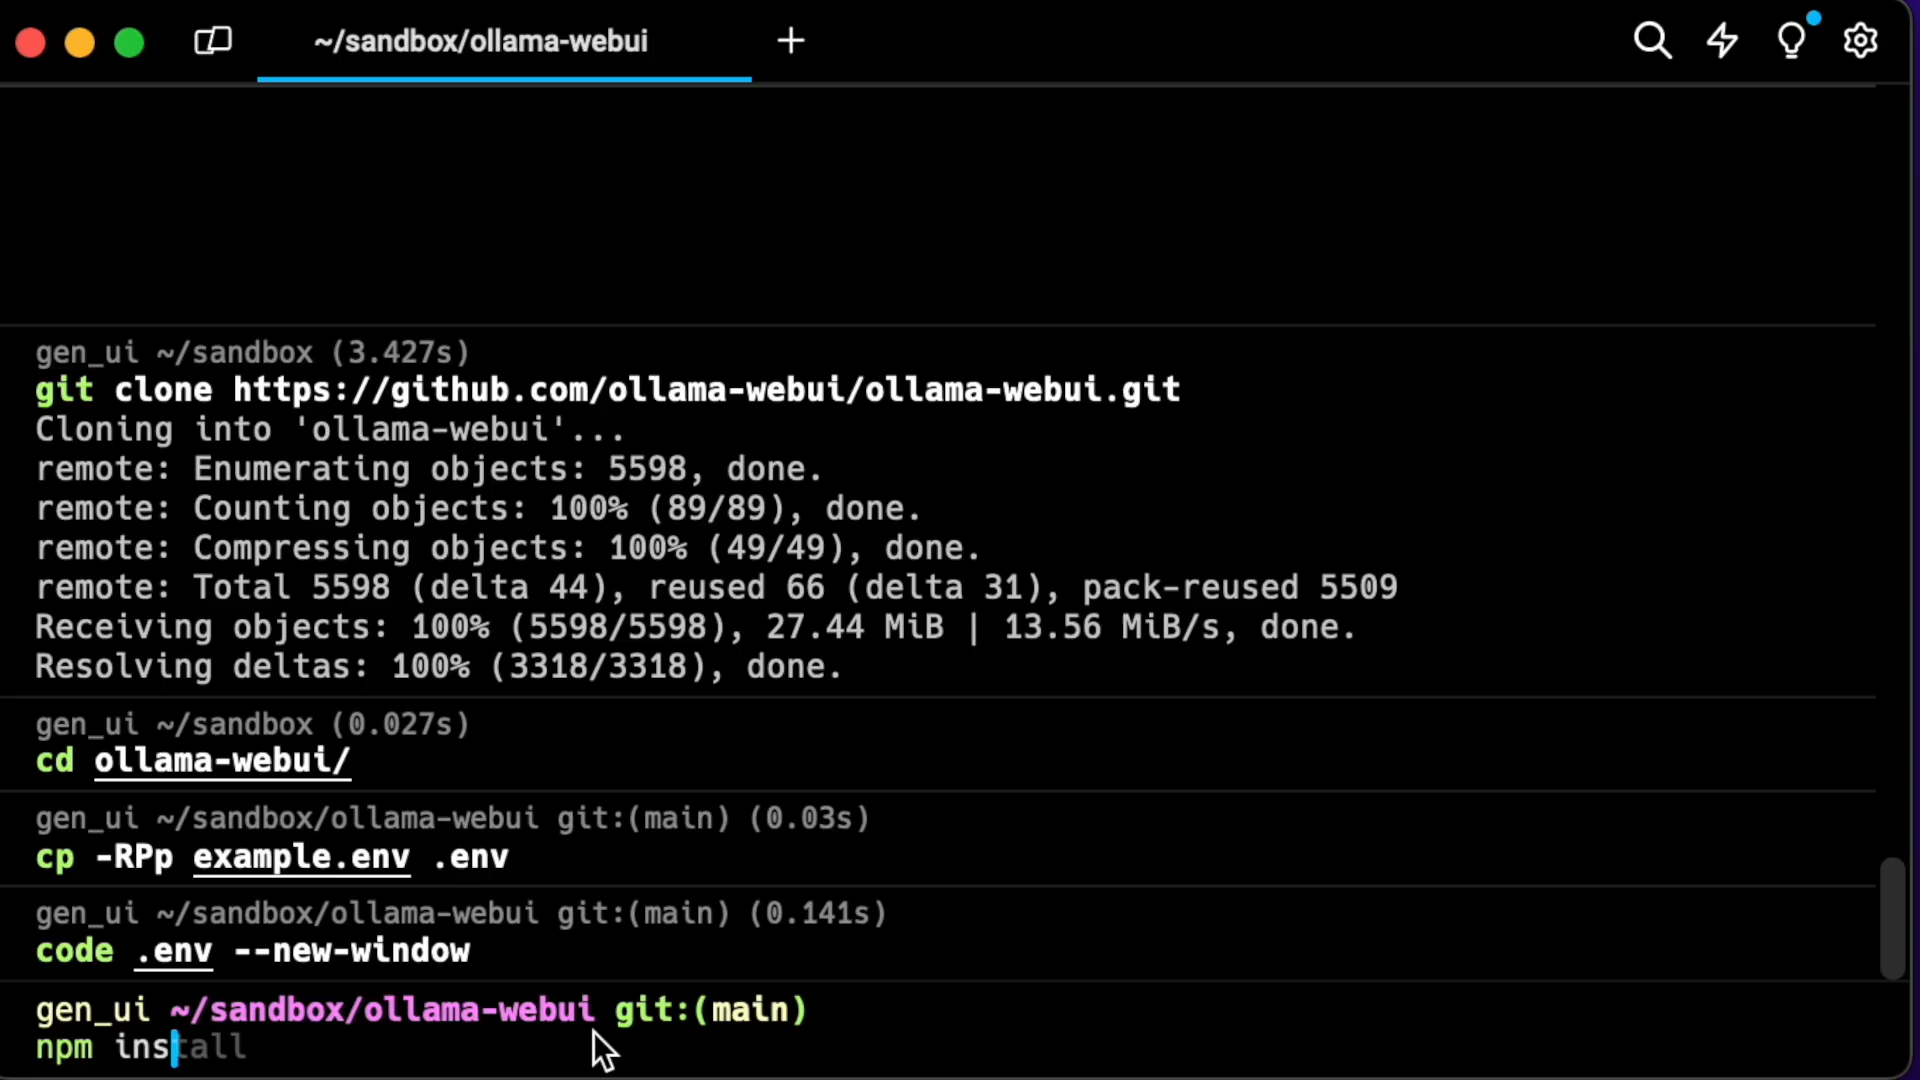 ~/sandbox/ollama-webui
gen_ui ~/sandbox (3.427s)
git clone https://github.com/ollama-webui/ollama-webui.git
Cloning into 'ollama-webui'...
remote: Enumerating objects: 5598, done.
remote: Counting objects: 100% (89/89), done.
remote: Compressing objects: 100% (49/49), done.
remote: Total 5598 (delta 44), reused 66 (delta 31), pack-reused 5509
Receiving objects: 100% (5598/5598), 27.44 MiB | 13.56 MiB/s, done.
Resolving deltas: 100% (3318/3318), done.
gen_ui ~/sandbox (0.027s)
cd ollama-webui/
gen_ui ~/sandbox/ollama-webui git:(main) (0.03s)
cp -RPp example.env .env
gen_ui ~/sandbox/ollama-webui git:(main) (0.141s)
code .env --new-window
gen_ui ~/sandbox/ollama-webui git:(main)
npm install